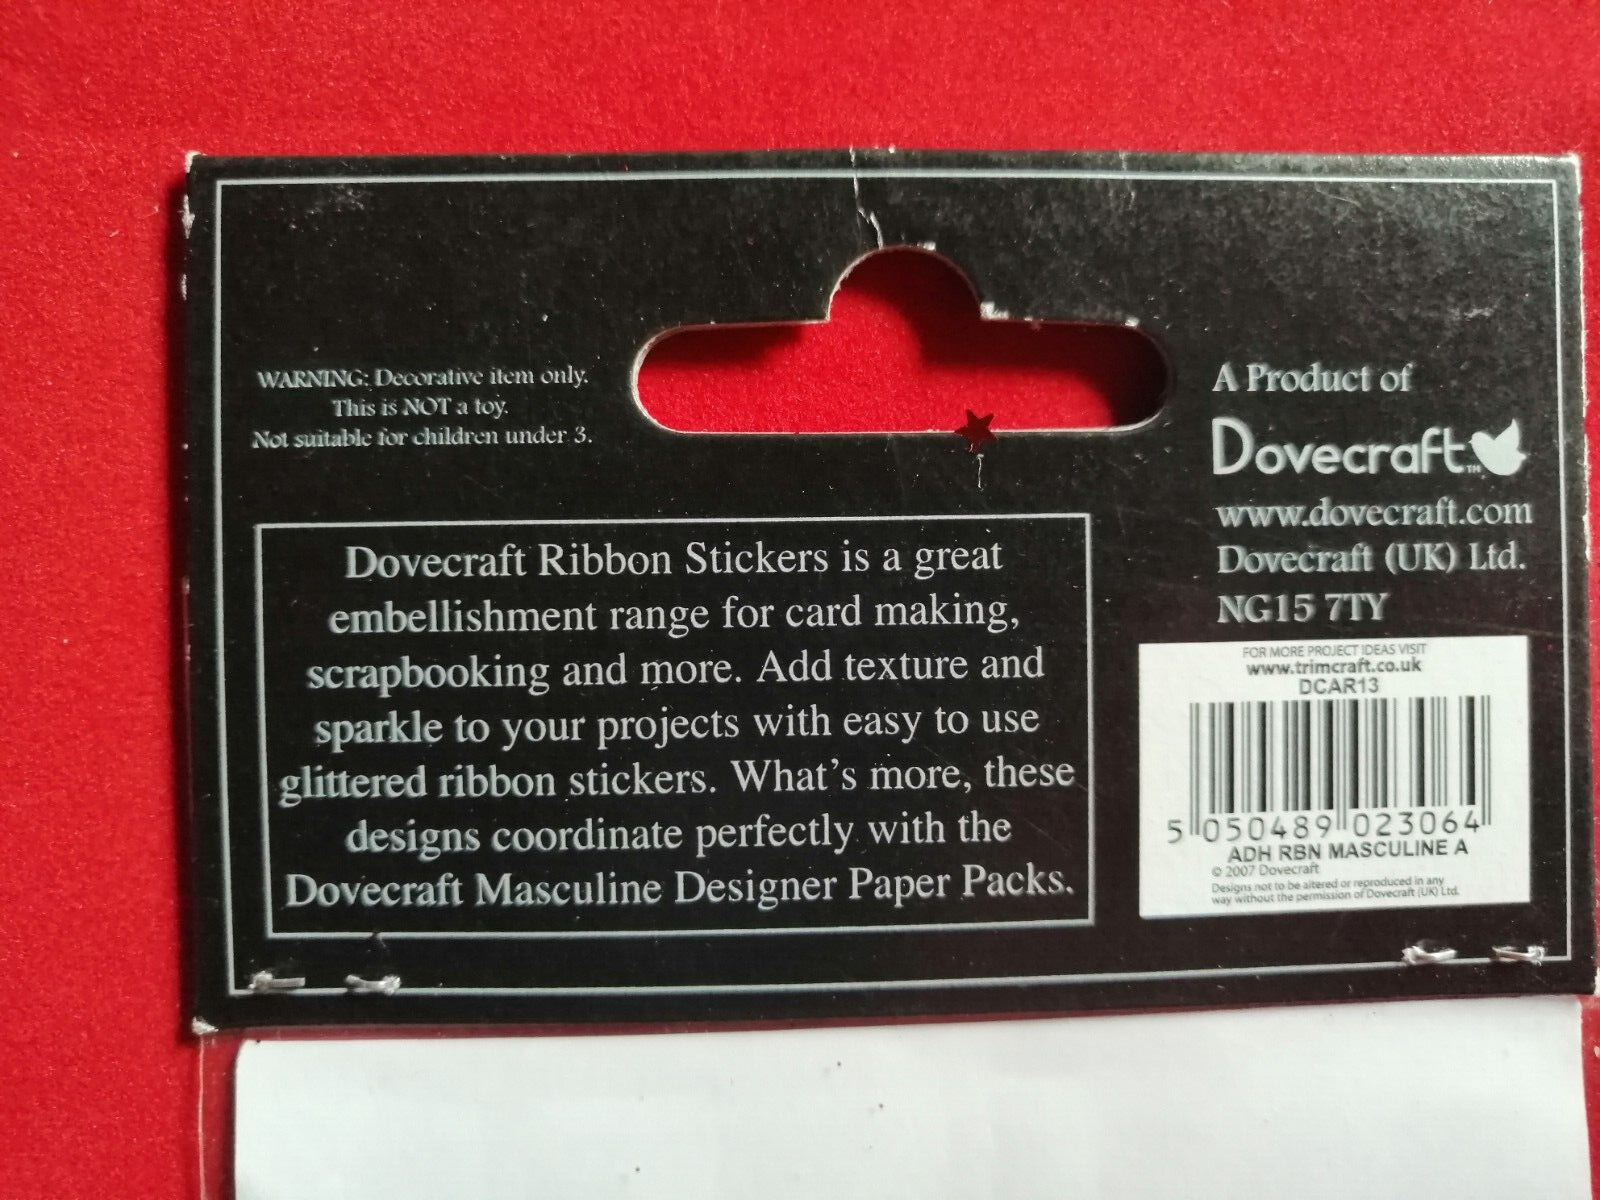 WARNING: Decorative item only.
This is NOT a toy.
Not suitable for children under 3.
Dovecraft Ribbon Stickers is a great
embellishment range for card making,
scrapbooking and more. Add texture and
sparkle to your projects with easy to use
glittered ribbon stickers. What's more, these
designs coordinate perfectly with the
Dovecraft Masculine Designer Paper Packs.
A Product of
Dovecraft™
www.dovecraft.com
Dovecraft (UK) Ltd.
NG15 7TY
FOR MORE PROJECT IDEAS VISIT
www.trimcraft.co.uk
DCAR13
5 050489 023064
ADH RBN MASCULINE A
© 2007 Dovecraft
Designs not to be altered or reproduced in any
way without the permission of Dovecraft (UK) Ltd.